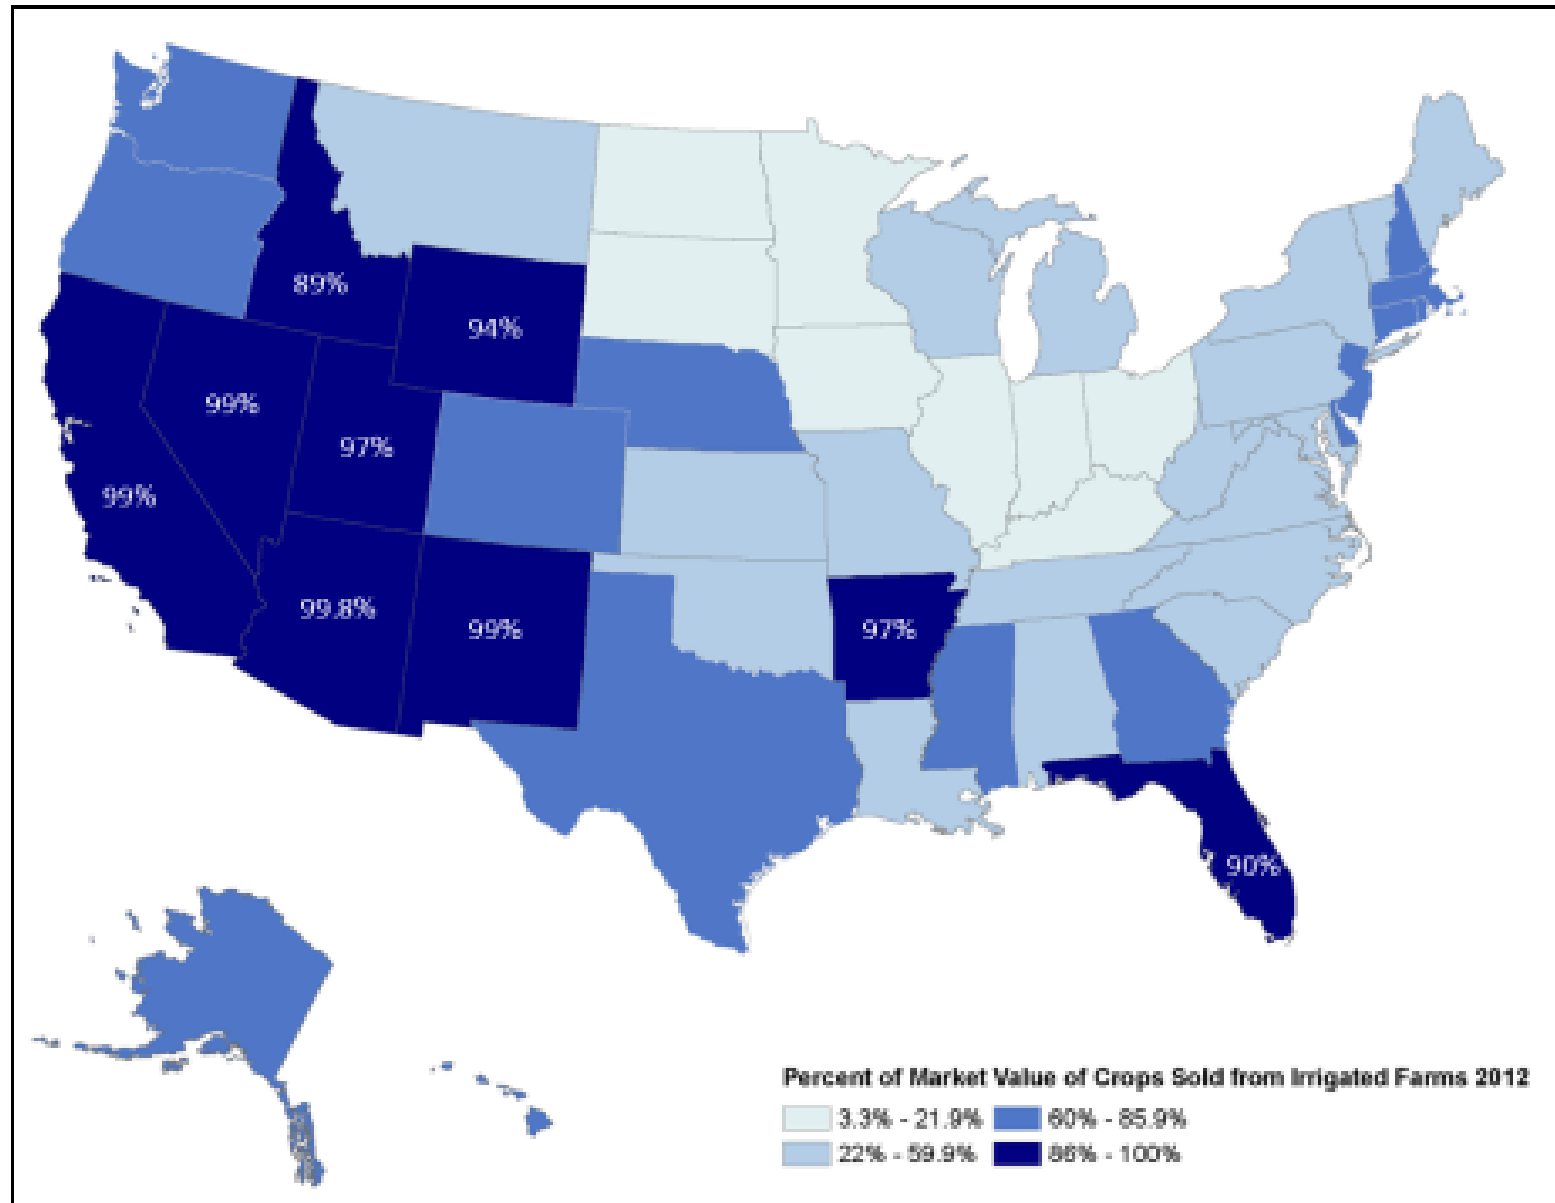 89%
94%
99%
97%
99%
99.8%
99%
97%
90%
Percent of Market Value of Crops Sold from Irrigated Farms 2012
3.3% - 21.9%
60% - 85.9%
22% - 59.9%
86% - 100%